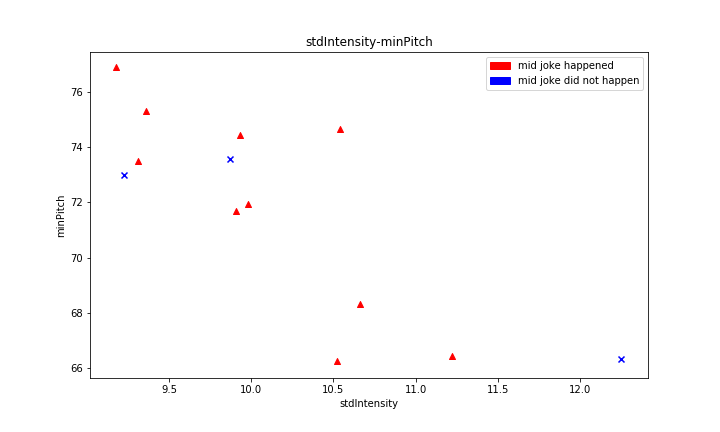 stdIntensity-minPitch
mid joke happened
mid joke did not happen
minPitch
76
74
72
70
68
66
9.5 10.0 10.5 11.0 11.5 12.0
stdIntensity